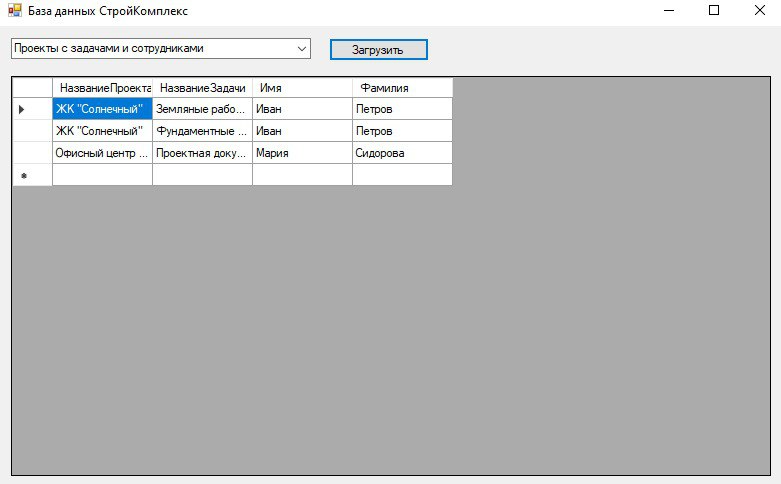 База данных СтройКомплекс
Проекты с задачами и сотрудниками Загрузить
НазваниеПроекта НазваниеЗадачи Имя Фамилия
ЖК "Солнечный" Земляные рабо... Иван Петров
ЖК "Солнечный" Фундаментные ... Иван Петров
Офисный центр ... Проектная доку... Мария Сидорова